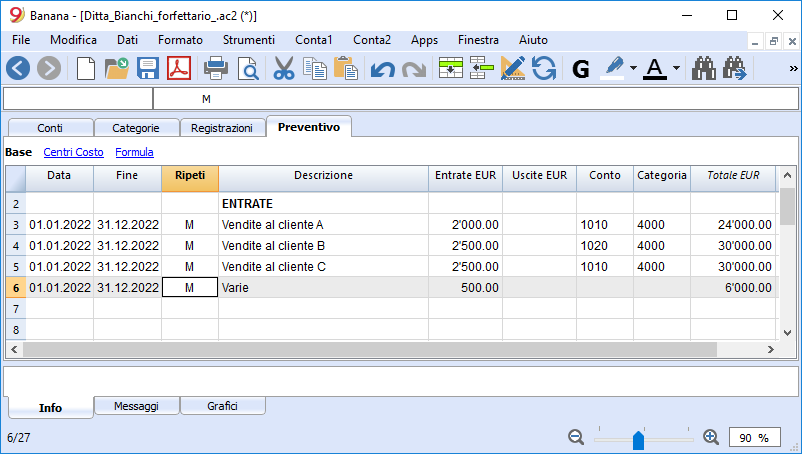 Banana - [Ditta_Bianchi_forfettario_.ac2 (*)]
File Modifica Dati Formato Strumenti Conta1 Conta2 Apps Finestra Aiuto
G A »
M
Conti Categorie Registrazioni Preventivo
Base Centri Costo Formula
Data Fine Ripeti Descrizione Entrate EUR Uscite EUR Conto Categoria Totale EUR
2 ENTRATE
3 01.01.2022 31.12.2022 M Vendite al cliente A 2'000.00 1010 4000 24'000.00
4 01.01.2022 31.12.2022 M Vendite al cliente B 2'500.00 1020 4000 30'000.00
5 01.01.2022 31.12.2022 M Vendite al cliente C 2'500.00 1010 4000 30'000.00
6 01.01.2022 31.12.2022 M Varie 500.00 6'000.00
7
8
Info Messaggi Grafici
6/27 90 %